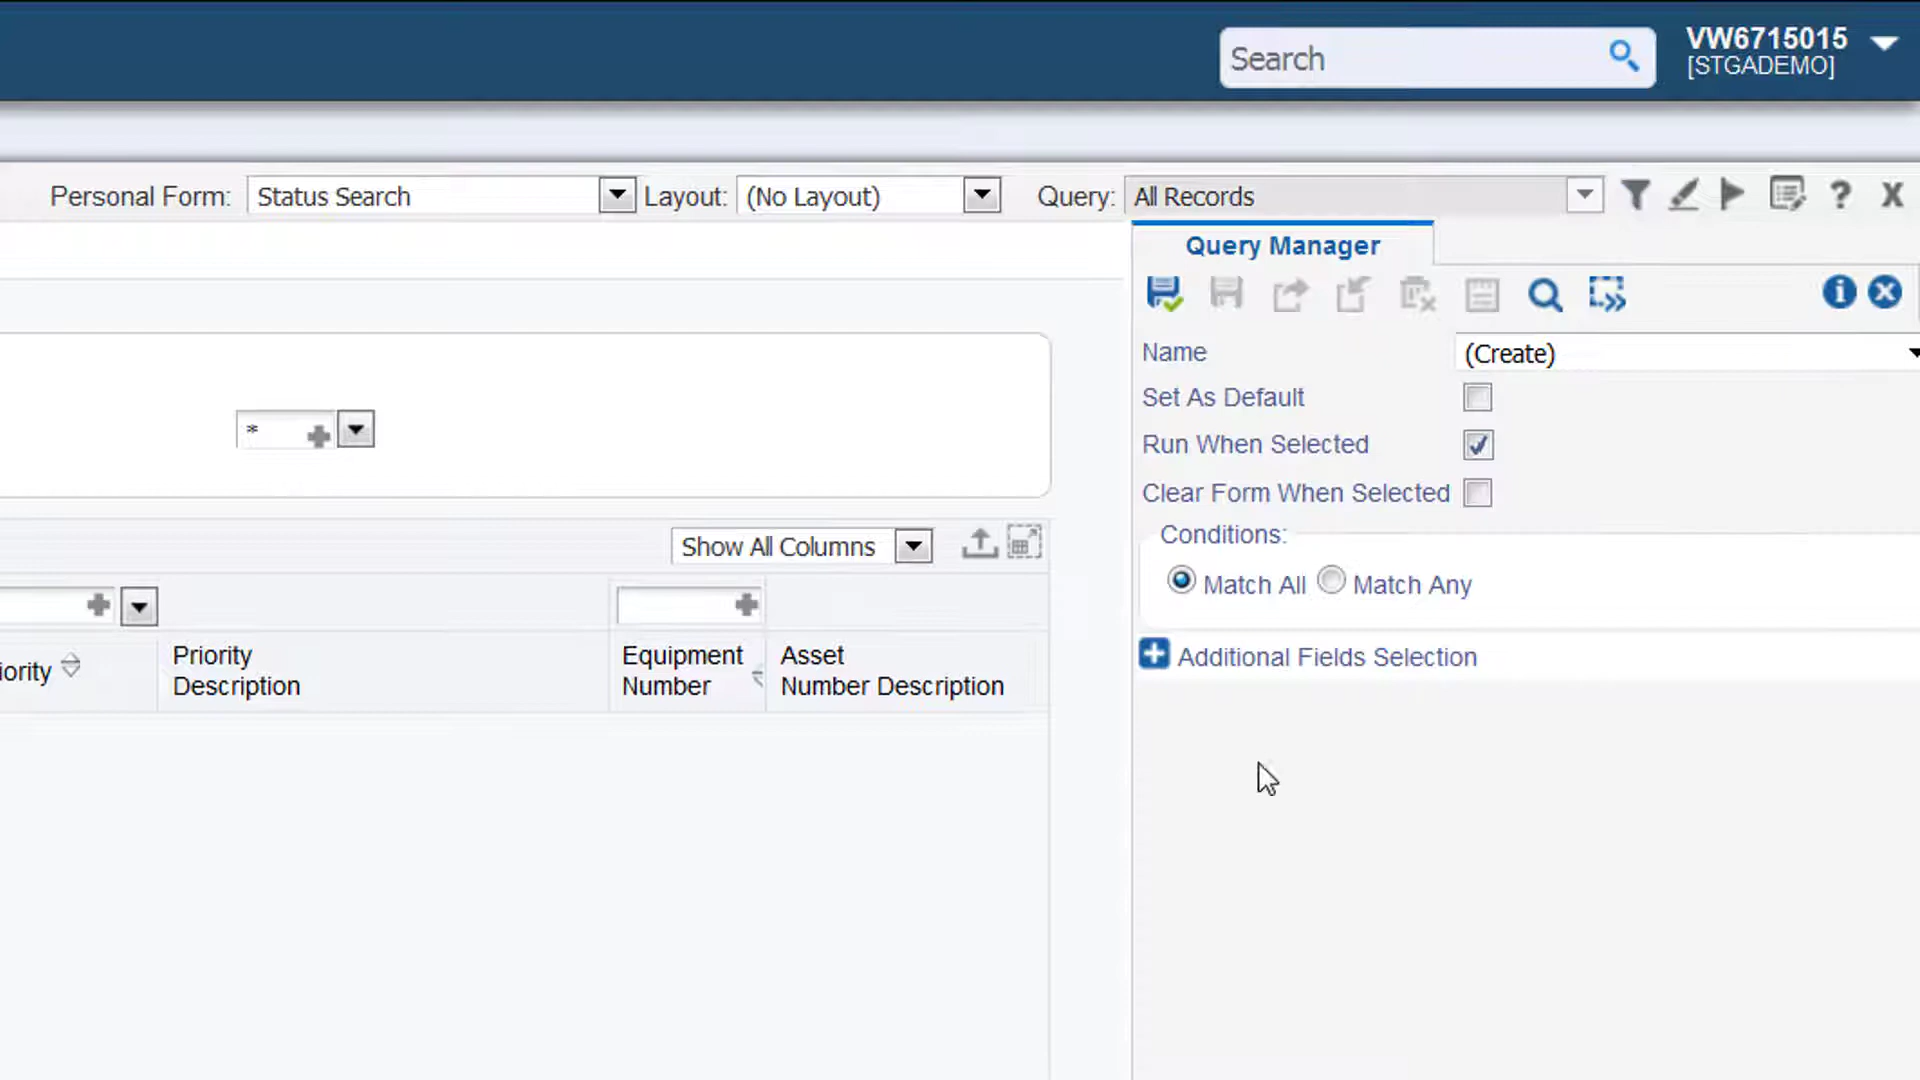 Search
VW6715015
[STGADEMO]
Personal Form: Status Search Layout: (No Layout) Query: All Records
Query Manager
Name (Create)
Set As Default
Run When Selected
Clear Form When Selected
Conditions:
Match All Match Any
Additional Fields Selection
*
Show All Columns
iority
Priority
Description
Equipment
Number
Asset
Number Description